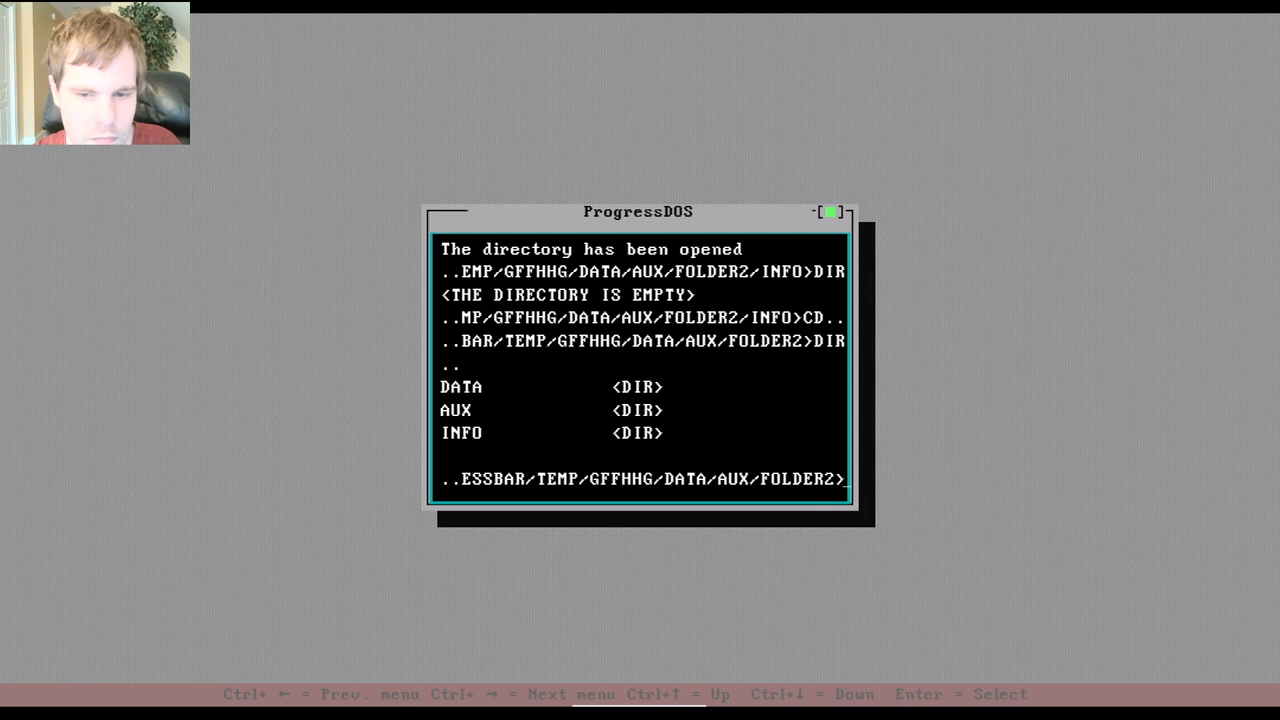 ProgressDOS
The directory has been opened
..EMP/GFFHHG/DATA/AUX/FOLDER2/INFO>DIR
<THE DIRECTORY IS EMPTY>
..MP/GFFHHG/DATA/AUX/FOLDER2/INFO>CD..
..BAR/TEMP/GFFHHG/DATA/AUX/FOLDER2>DIR
..
DATA <DIR>
AUX <DIR>
INFO <DIR>
..ESSBAR/TEMP/GFFHHG/DATA/AUX/FOLDER2>_
Ctrl+ ← = Prev. menu Ctrl+ → = Next menu Ctrl+↑ = Up Ctrl+↓ = Down Enter = Select